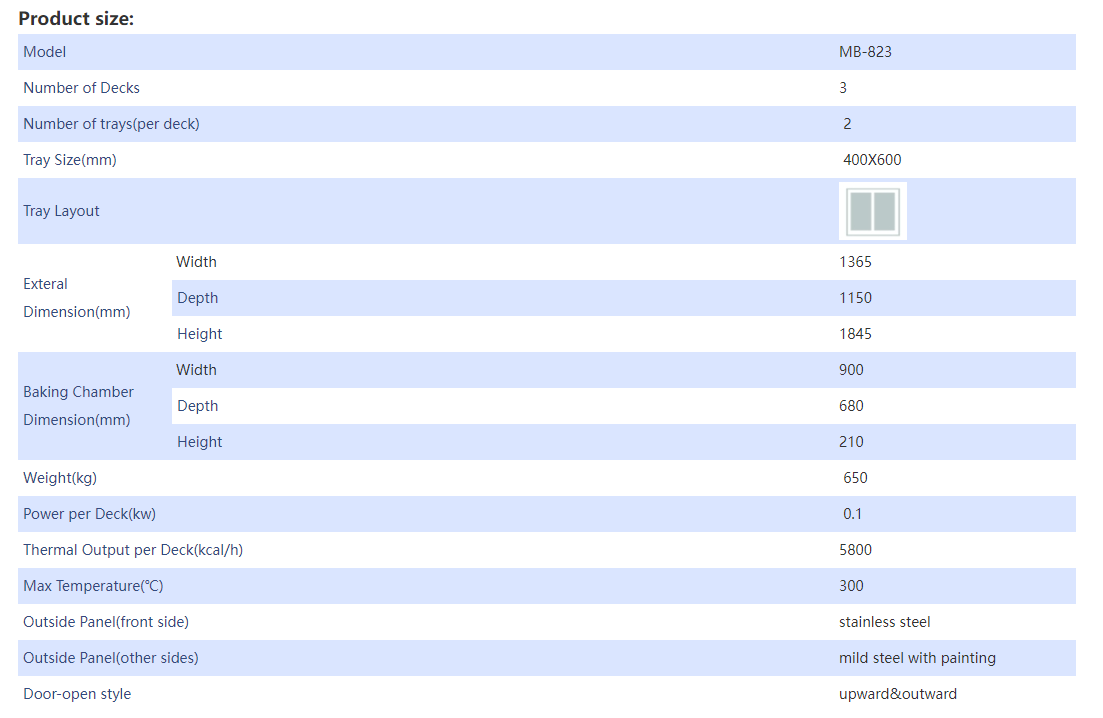 Product size:
Model MB-823
Number of Decks 3
Number of trays(per deck) 2
Tray Size(mm) 400X600
Tray Layout
Exteral
Dimension(mm)
Width 1365
Depth 1150
Height 1845
Baking Chamber
Dimension(mm)
Width 900
Depth 680
Height 210
Weight(kg) 650
Power per Deck(kw) 0.1
Thermal Output per Deck(kcal/h) 5800
Max Temperature(℃) 300
Outside Panel(front side) stainless steel
Outside Panel(other sides) mild steel with painting
Door-open style upward&outward